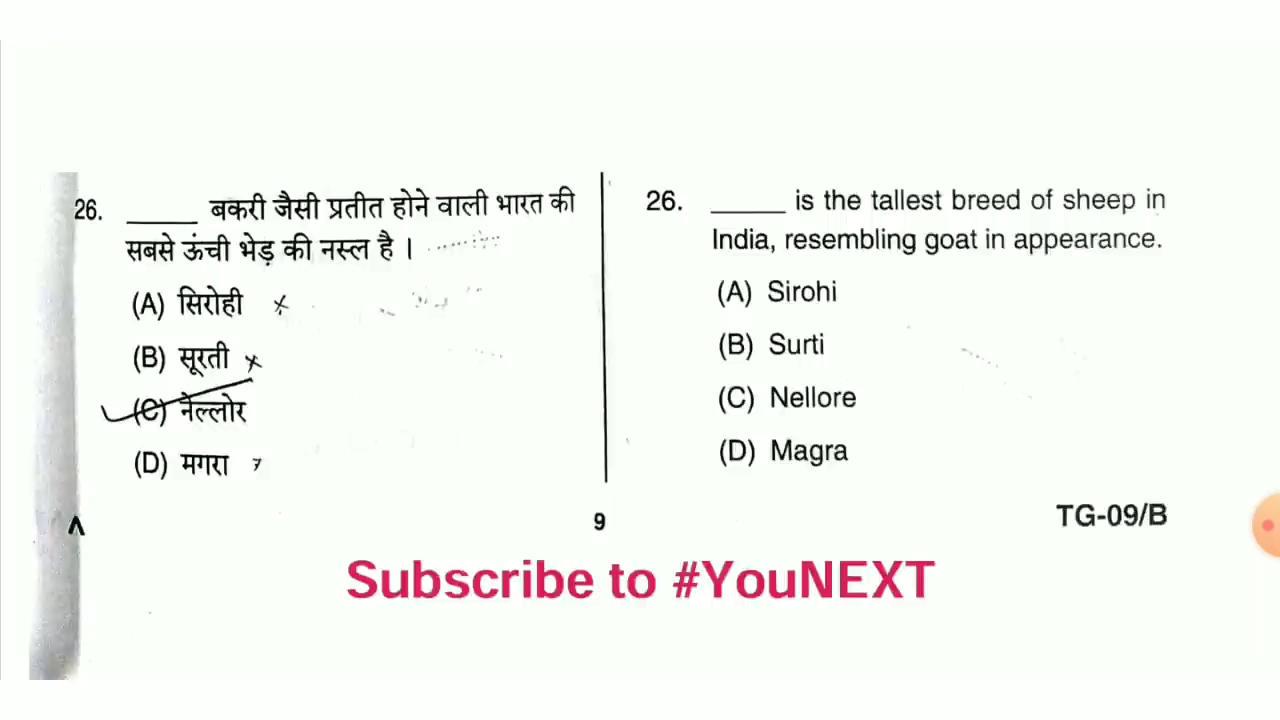 26. _____ बकरी जैसी प्रतीत होने वाली भारत की
सबसे ऊंची भेड़ की नस्ल है ।
(A) सिरोही
(B) सूरती
(C) नैल्लोर
(D) मगरा
26. _____ is the tallest breed of sheep in
India, resembling goat in appearance.
(A) Sirohi
(B) Surti
(C) Nellore
(D) Magra
9
TG-09/B
Subscribe to #YouNEXT